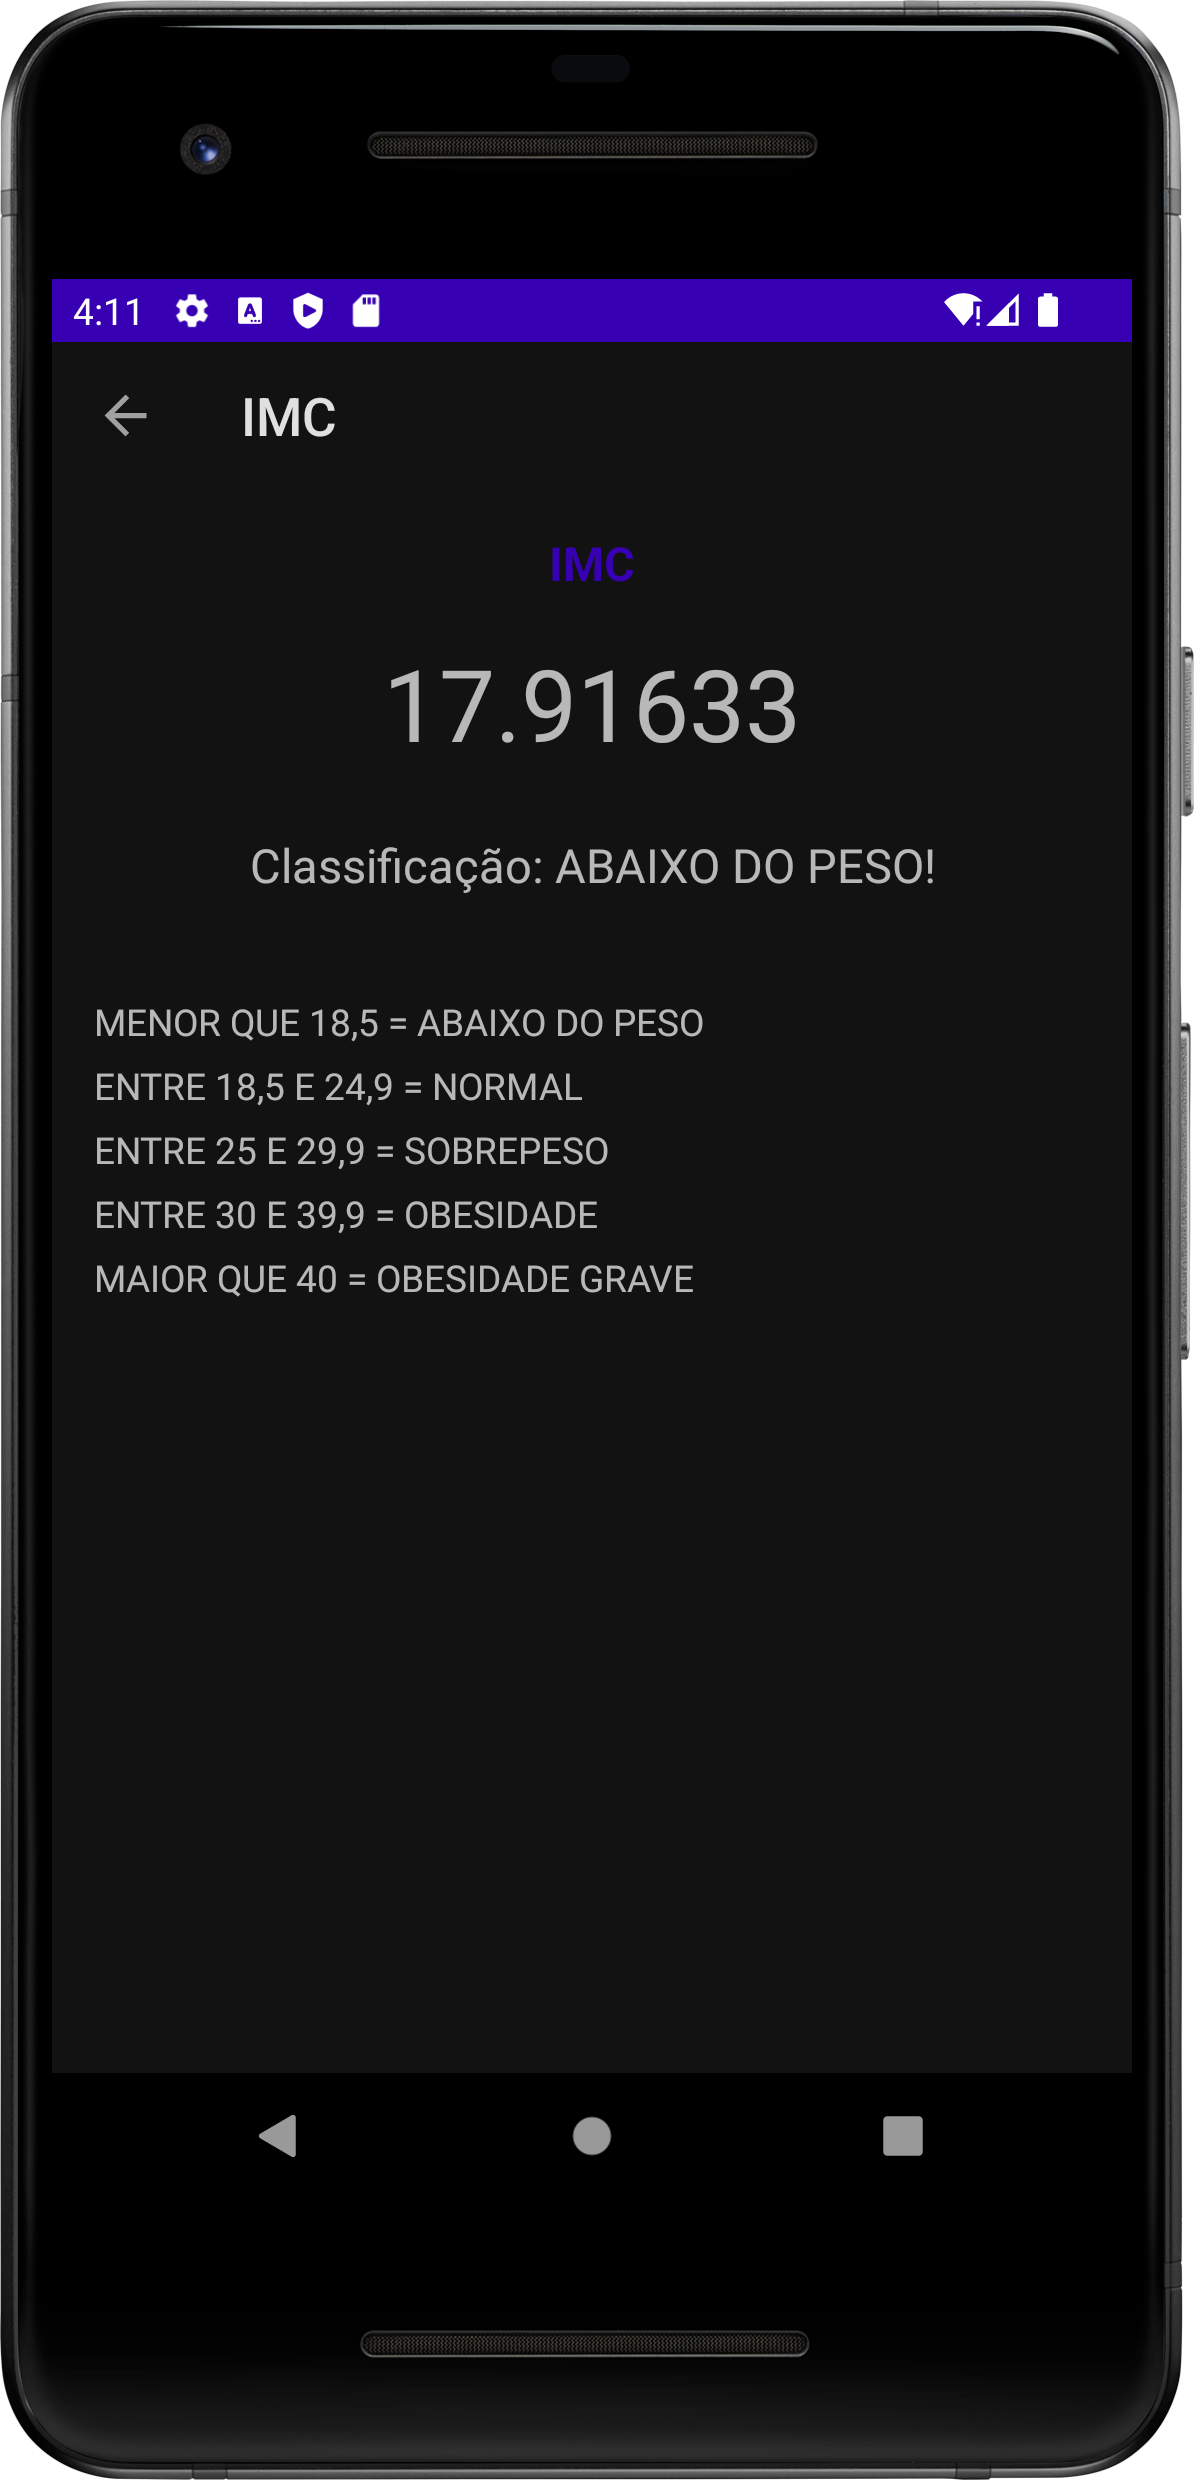 4:11
IMC
IMC
17.91633
Classificação: ABAIXO DO PESO!
MENOR QUE 18,5 = ABAIXO DO PESO
ENTRE 18,5 E 24,9 = NORMAL
ENTRE 25 E 29,9 = SOBREPESO
ENTRE 30 E 39,9 = OBESIDADE
MAIOR QUE 40 = OBESIDADE GRAVE